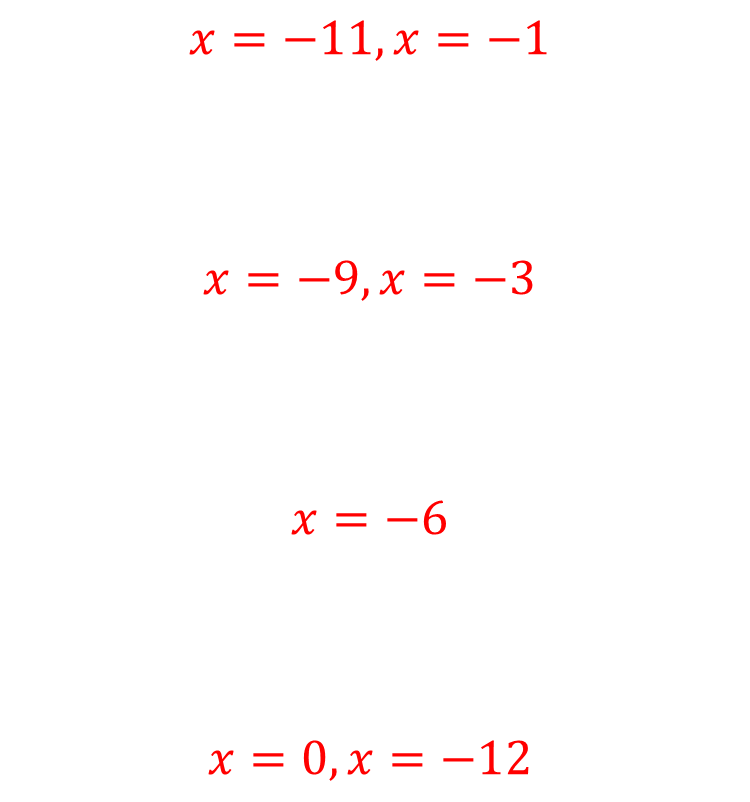 x = −11, x = −1
x = −9, x = −3
x = −6
x = 0, x = −12